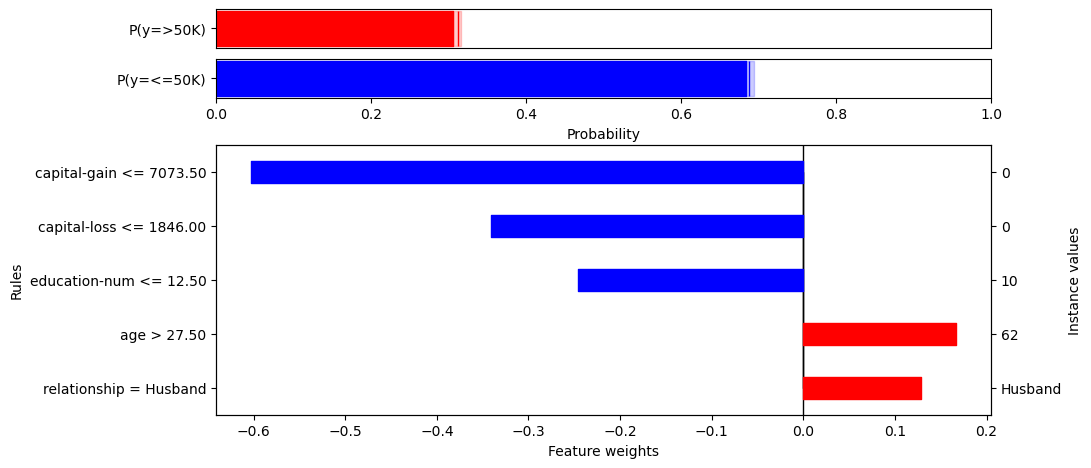 P(y=>50K)
P(y=<=50K)
0.0 0.2 0.4 0.6 0.8 1.0
Probability
capital-gain <= 7073.50 0
capital-loss <= 1846.00 0
education-num <= 12.50 10
age > 27.50 62
relationship = Husband Husband
Rules
Instance values
−0.6 −0.5 −0.4 −0.3 −0.2 −0.1 0.0 0.1 0.2
Feature weights